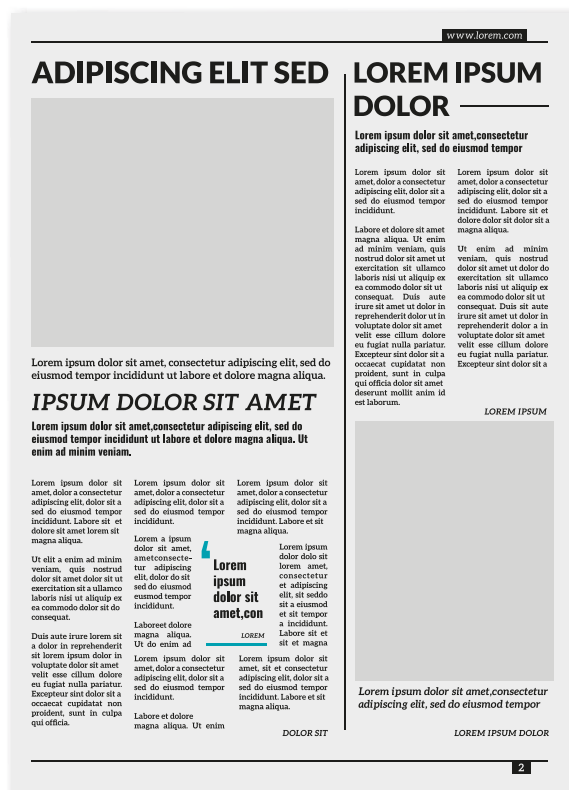 www.lorem.com
ADIPISCING ELIT SED
Lorem ipsum dolor sit amet, consectetur adipiscing elit, sed do
eiusmod tempor incididunt ut labore et dolore magna aliqua.
IPSUM DOLOR SIT AMET
Lorem ipsum dolor sit amet,consectetur adipiscing elit, sed do
eiusmod tempor incididunt ut labore et dolore magna aliqua. Ut
enim ad minim veniam.
Lorem ipsum dolor sit
amet, dolor a consectetur
adipiscing elit, dolor sit a
sed do eiusmod tempor
incididunt. Labore sit et
dolore sit amet lorem sit
magna aliqua.
Ut elit a enim ad minim
veniam, quis nostrud
dolor sit amet dolor sit ut
exercitation sit a ullamco
laboris nisi ut aliquip ex
ea commodo dolor sit do
consequat.
Duis aute irure lorem sit
a dolor in reprehenderit
sit lorem ipsum dolor in
voluptate dolor sit amet
velit esse cillum dolore
eu fugiat nulla pariatur.
Excepteur sint dolor sit a
occaecat cupidatat non
proident, sunt in culpa
qui officia.
Lorem ipsum dolor sit
amet, dolor a consectetur
adipiscing elit, dolor sit a
sed do eiusmod tempor
incididunt.
Lorem a ipsum
dolor sit amet,
ametconsecte-
tur adipiscing
elit, dolor do sit
sed do eiusmod
eiusmod tempor
incididunt.
Laboreet dolore
magna aliqua.
Ut do enim ad
Lorem ipsum dolor sit
amet, dolor a consectetur
adipiscing elit, dolor sit a
sed do eiusmod tempor
incididunt.
Labore et dolore
magna aliqua. Ut enim
‘
Lorem
ipsum
dolor sit
amet,con
LOREM
Lorem ipsum dolor sit
amet, dolor a consectetur
adipiscing elit, dolor sit a
sed do eiusmod tempor
incididunt. Labore et sit
magna aliqua.
Lorem ipsum
dolor dolo sit
lorem amet,
consectetur
et adipiscing
elit, sit seddo
sit a eiusmod
et sit tempor
a incididunt.
Labore sit et
sit et magna
Lorem ipsum dolor sit
amet, sit et consectetur
adipiscing elit, dolor sit a
sed do eiusmod tempor
incididunt. Labore sit et
magna aliqua.
DOLOR SIT
LOREM IPSUM
DOLOR
Lorem ipsum dolor sit amet,consectetur
adipiscing elit, sed do eiusmod tempor
Lorem ipsum dolor sit
amet, dolor a consectetur
adipiscing elit, dolor sit a
sed do eiusmod tempor
incididunt.
Labore et dolore sit amet
magna aliqua. Ut enim
ad minim veniam, quis
nostrud dolor sit amet ut
exercitation sit ullamco
laboris nisi ut aliquip ex
ea commodo dolor sit ut
consequat. Duis aute
irure ut sit amet dolor in
reprehenderit dolor ut in
voluptate dolor sit amet
velit esse cillum dolore
eu fugiat nulla pariatur.
Excepteur sint dolor sit a
occaecat cupidatat non
proident, sunt in culpa
qui officia dolor sit amet
deserunt mollit anim id
est laborum.
Lorem ipsum dolor sit
amet, dolor a consectetur
adipiscing elit, dolor sit a
sed do eiusmod tempor
incididunt. Labore sit et
dolore dolor sit dolor sit a
magna aliqua.
Ut enim ad minim
veniam, quis nostrud
dolor sit amet dolor ut do
exercitation sit ullamco
laboris nisi ut aliquip ex
ea commodo dolor sit ut
consequat. Duis sit aute
irure sit a amet dolor in
reprehenderit dolor a in
voluptate dolor sit amet
velit esse cillum dolore
eu fugiat nulla pariatur.
Excepteur sint dolor sit a
LOREM IPSUM
Lorem ipsum dolor sit amet,consectetur
adipiscing elit, sed do eiusmod tempor
LOREM IPSUM DOLOR
2